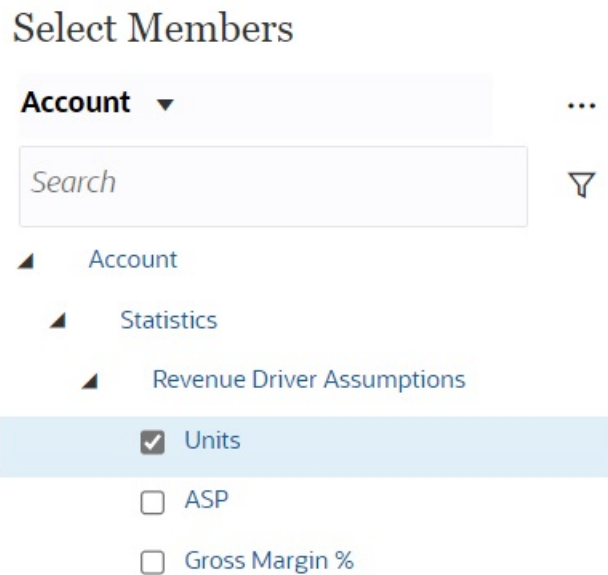 Select Members
Account
Search
Account
Statistics
Revenue Driver Assumptions
Units
ASP
Gross Margin %